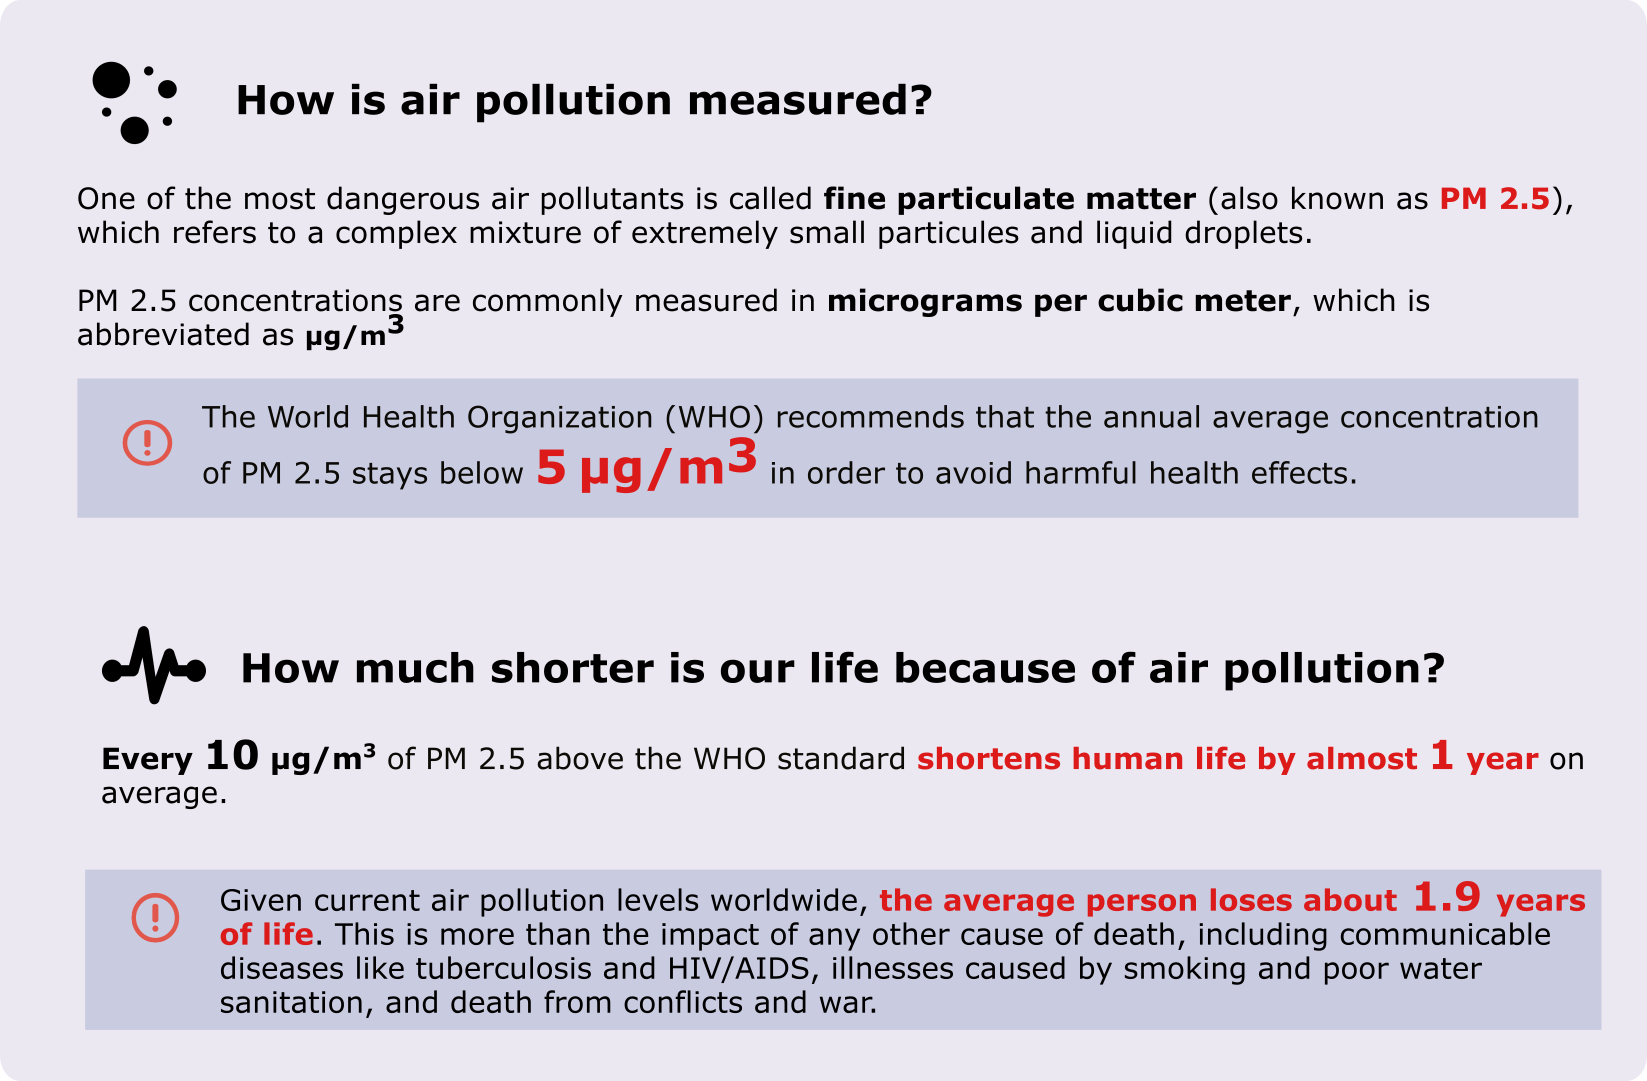 How is air pollution measured?
One of the most dangerous air pollutants is called fine particulate matter (also known as PM 2.5),
which refers to a complex mixture of extremely small particules and liquid droplets.
PM 2.5 concentrations are commonly measured in micrograms per cubic meter, which is
abbreviated as µg/m³
The World Health Organization (WHO) recommends that the annual average concentration
of PM 2.5 stays below 5 µg/m³ in order to avoid harmful health effects.
How much shorter is our life because of air pollution?
Every 10 µg/m³ of PM 2.5 above the WHO standard shortens human life by almost 1 year on
average.
Given current air pollution levels worldwide, the average person loses about 1.9 years
of life. This is more than the impact of any other cause of death, including communicable
diseases like tuberculosis and HIV/AIDS, illnesses caused by smoking and poor water
sanitation, and death from conflicts and war.